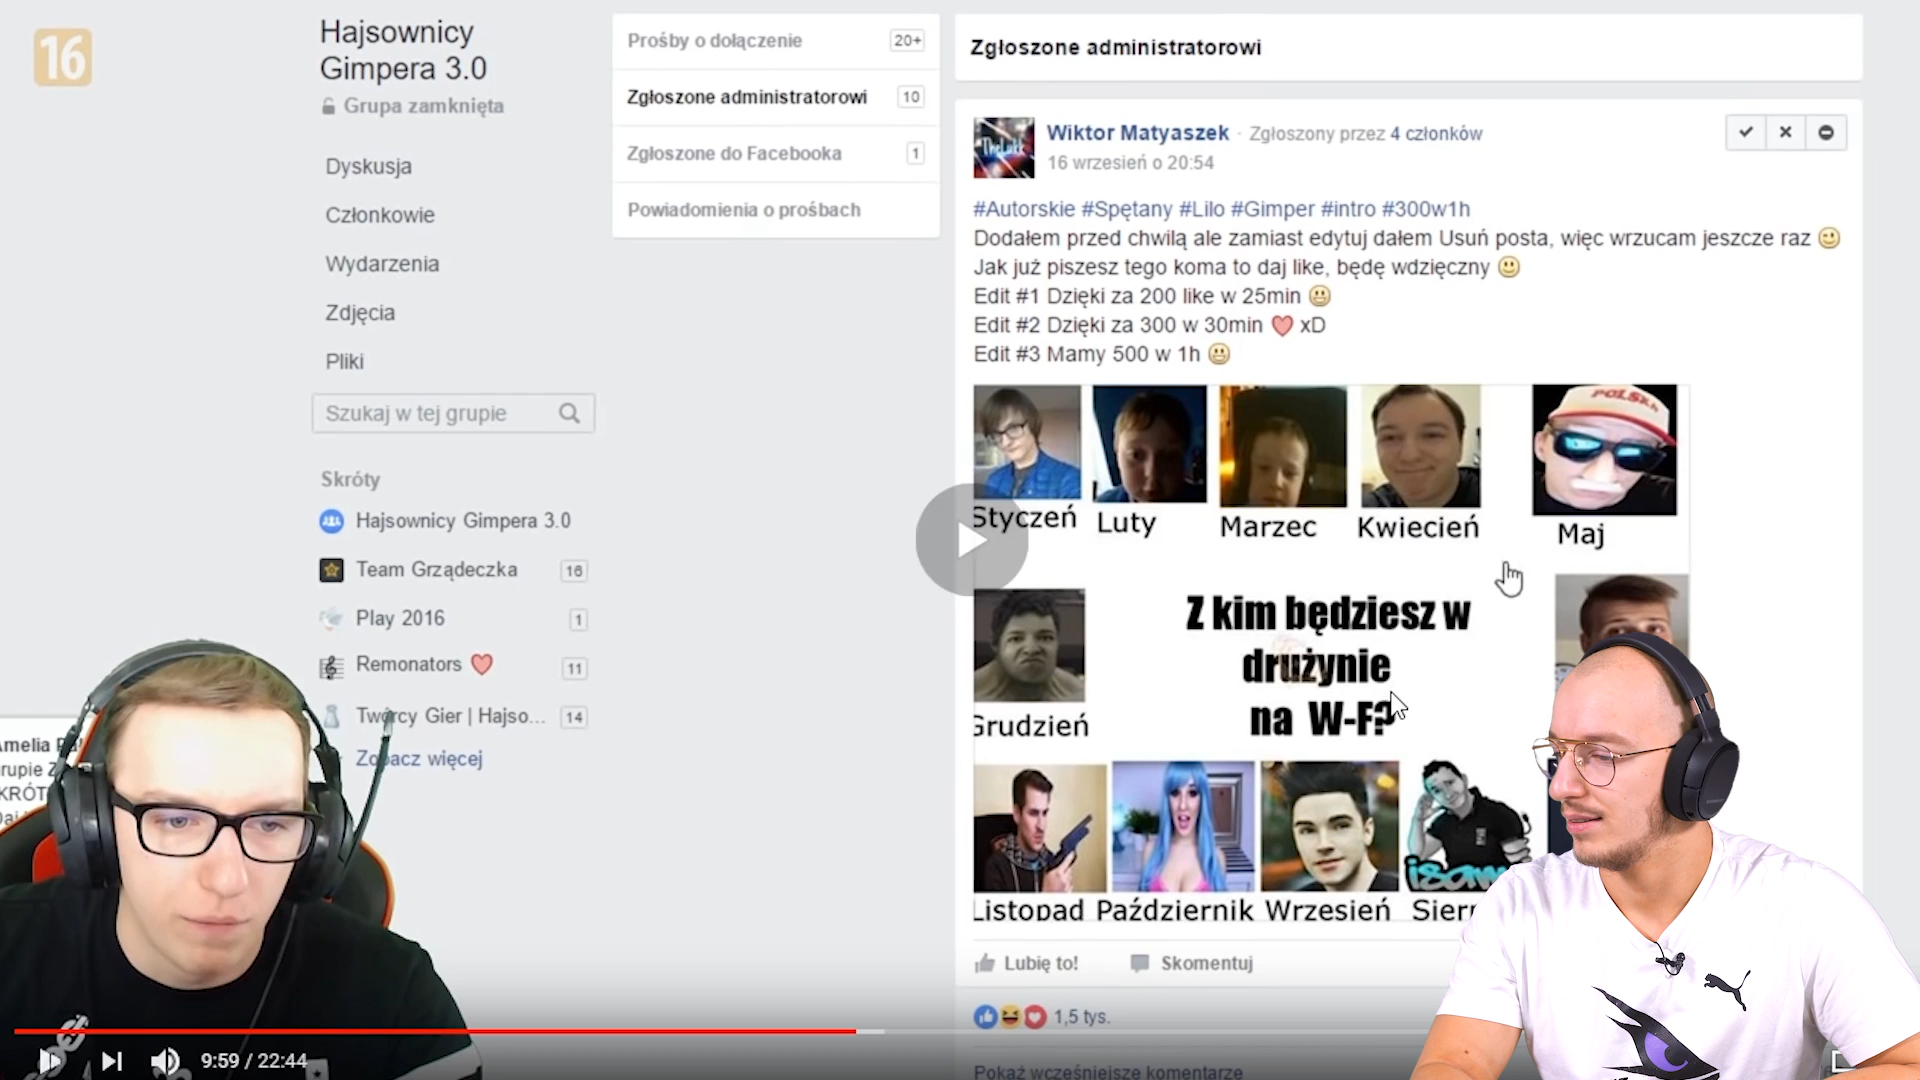 16
Hajsownicy
Gimpera 3.0
Grupa zamknięta
Dyskusja
Członkowie
Wydarzenia
Zdjęcia
Pliki
Szukaj w tej grupie
Skróty
Hajsownicy Gimpera 3.0
Team Grządeczka 16
Play 2016 1
Remonators 11
Twórcy Gier | Hajso... 14
Zobacz więcej
Prośby o dołączenie 20+
Zgłoszone administratorowi 10
Zgłoszone do Facebooka 1
Powiadomienia o prośbach
Zgłoszone administratorowi
Wiktor Matyaszek · Zgłoszony przez 4 członków
16 wrzesień o 20:54
#Autorskie #Spętany #Lilo #Gimper #intro #300w1h
Dodałem przed chwilą ale zamiast edytuj dałem Usuń posta, więc wrzucam jeszcze raz
Jak już piszesz tego koma to daj like, będę wdzięczny
Edit #1 Dzięki za 200 like w 25min
Edit #2 Dzięki za 300 w 30min ❤ xD
Edit #3 Mamy 500 w 1h
POLSKA
Styczeń Luty Marzec Kwiecień Maj
Z kim będziesz w
drużynie
na W-F?
Grudzień
Listopad Październik Wrzesień Sierp
Lubię to! Skomentuj
1,5 tys.
Pokaż wcześniejsze komentarze
9:59 / 22:44